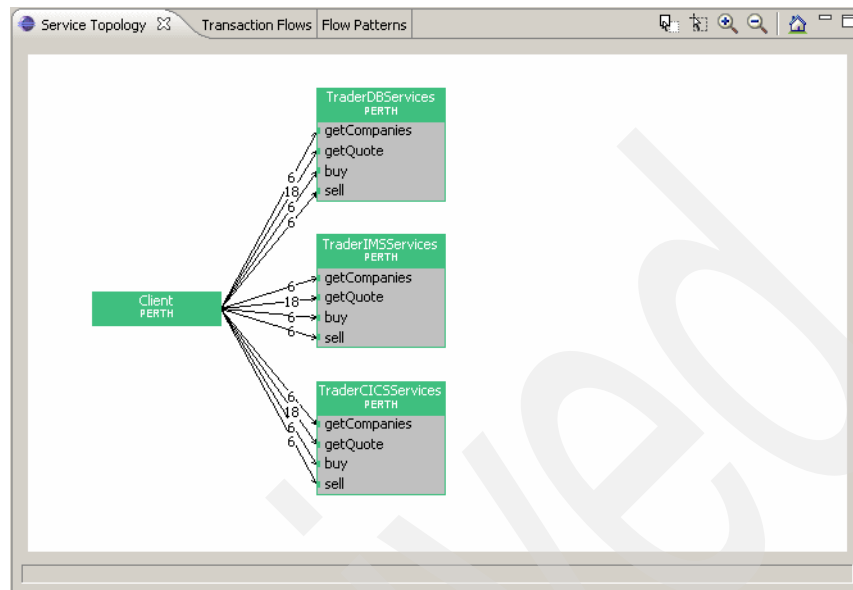 Service Topology Transaction Flows Flow Patterns
TraderDBServices
PERTH
getCompanies
getQuote
buy
sell
6
18
6
6
TraderIMSServices
PERTH
getCompanies
getQuote
buy
sell
6
18
6
6
Client
PERTH
TraderCICSServices
PERTH
getCompanies
getQuote
buy
sell
6
18
6
6